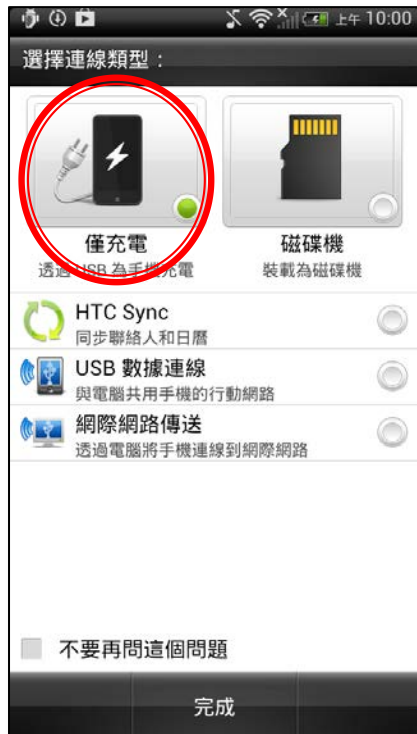 上午 10:00
選擇連線類型：
僅充電
透過 USB 為手機充電
磁碟機
裝載為磁碟機
HTC Sync
同步聯絡人和日曆
USB 數據連線
與電腦共用手機的行動網路
網際網路傳送
透過電腦將手機連線到網際網路
不要再問這個問題
完成